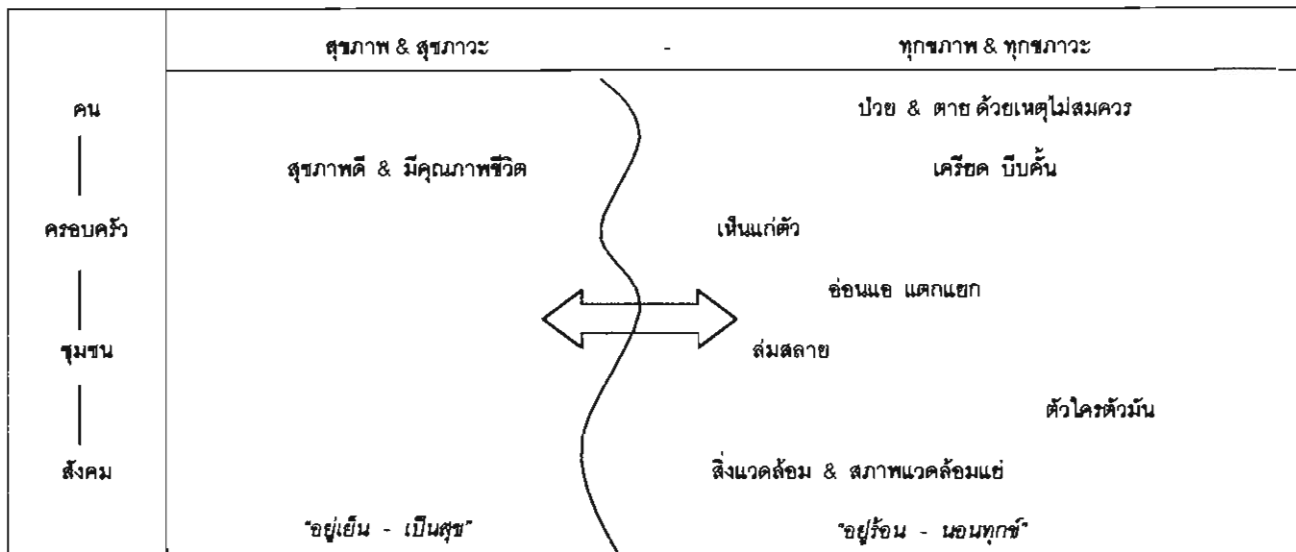 สุขภาพ & สุขภาวะ - ทุกขภาพ & ทุกขภาวะ
คน ป่วย & ตาย ด้วยเหตุไม่สมควร
สุขภาพดี & มีคุณภาพชีวิต เครียด บีบคั้น
ครอบครัว เห็นแก่ตัว
อ่อนแอ แตกแยก
ชุมชน ล่มสลาย
ตัวใครตัวมัน
สังคม สิ่งแวดล้อม & สภาพแวดล้อมแย่
"อยู่เย็น - เป็นสุข" "อยู่ร้อน - นอนทุกข์"